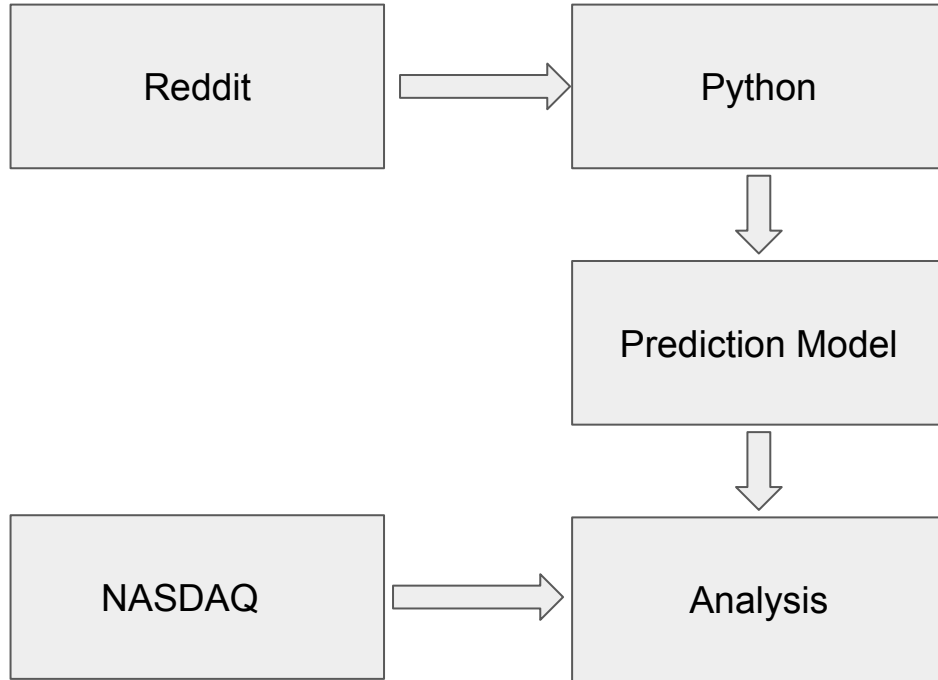 Reddit
Python
Prediction Model
NASDAQ
Analysis